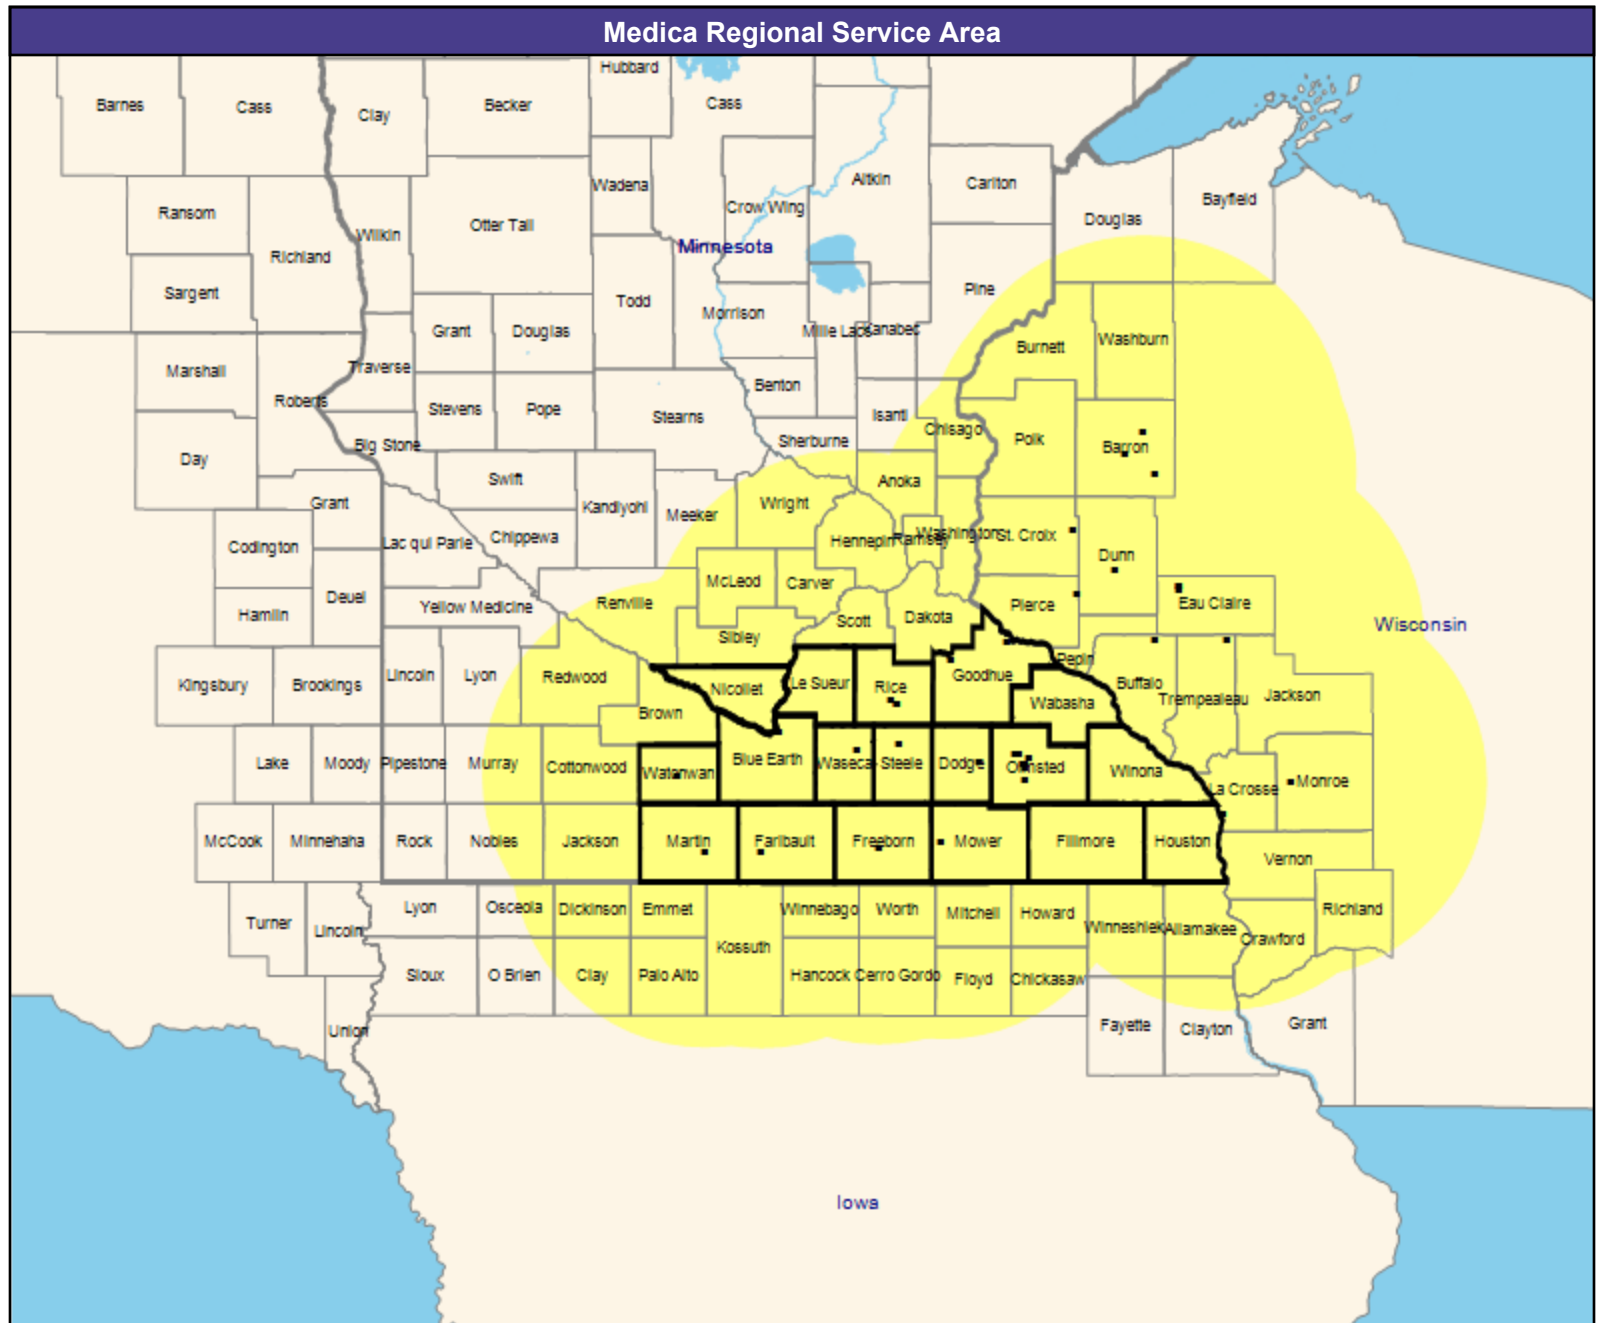 Medica Regional Service Area
Hubbard
Barnes
Cass
Clay
Becker
Cass
Wadena
Aitkin
Carlton
Ransom
Crow Wing
Bayfield
Douglas
Otter Tail
Wilkin
Minnesota
Richland
Sargent
Pine
Todd
Morrison
Grant
Douglas
Mille Lacs
Kanabec
Burnett
Washburn
Marshall
Traverse
Benton
Roberts
Stevens
Pope
Stearns
Isanti
Chisago
Polk
Barron
Big Stone
Sherburne
Day
Swift
Anoka
Grant
Kandiyohi
Meeker
Wright
Codington
Lac qui Parle
Chippewa
Hennepin
Ramsey
Washington
St. Croix
Dunn
McLeod
Carver
Deuel
Renville
Yellow Medicine
Pierce
Eau Claire
Hamlin
Scott
Dakota
Wisconsin
Sibley
Pepin
Kingsbury
Brookings
Lincoln
Lyon
Redwood
Nicollet
Le Sueur
Rice
Goodhue
Buffalo
Trempealeau
Jackson
Brown
Wabasha
Lake
Moody
Pipestone
Murray
Cottonwood
Watonwan
Blue Earth
Waseca
Steele
Dodge
Olmsted
Winona
La Crosse
Monroe
McCook
Minnehaha
Rock
Nobles
Jackson
Martin
Faribault
Freeborn
Mower
Fillmore
Houston
Vernon
Turner
Lincoln
Lyon
Osceola
Dickinson
Emmet
Kossuth
Winnebago
Worth
Mitchell
Howard
Winneshiek
Allamakee
Crawford
Richland
Sioux
O Brien
Clay
Palo Alto
Hancock
Cerro Gordo
Floyd
Chickasaw
Union
Fayette
Clayton
Grant
Iowa